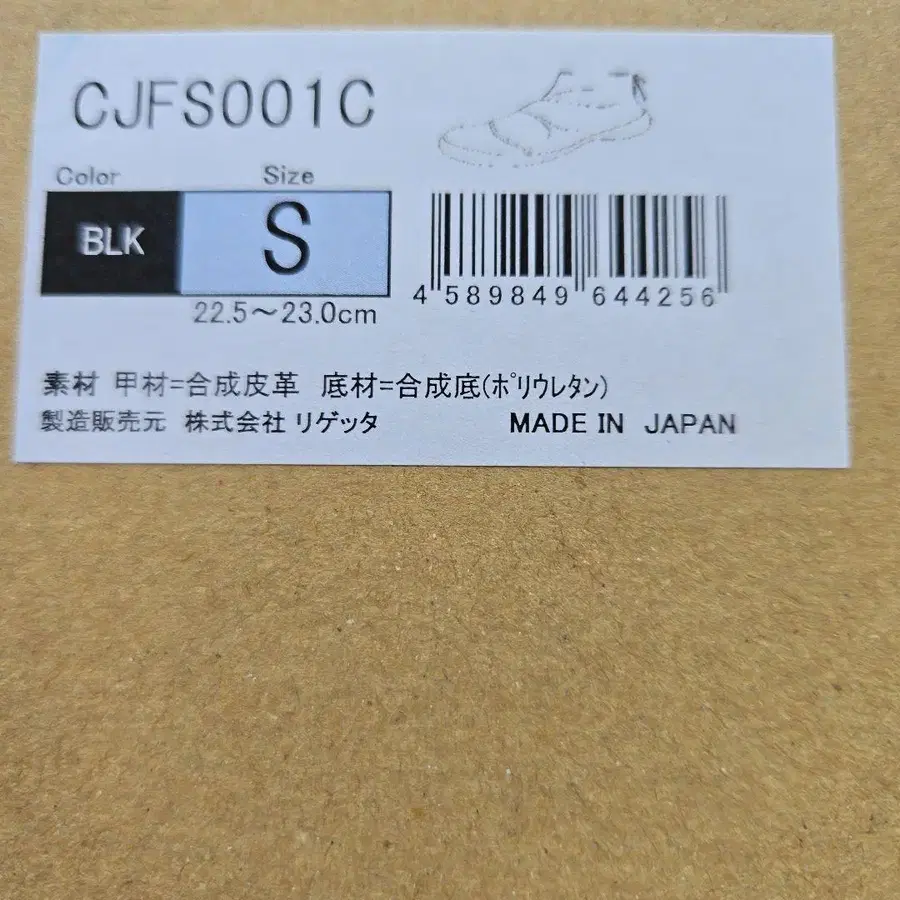 CJFS001C
Color Size
BLK S
22.5～23.0cm
4 589849 644256
素材 甲材=合成皮革 底材=合成底(ﾎﾟﾘｳﾚﾀﾝ)
製造販売元 株式会社 リゲッタ MADE IN JAPAN